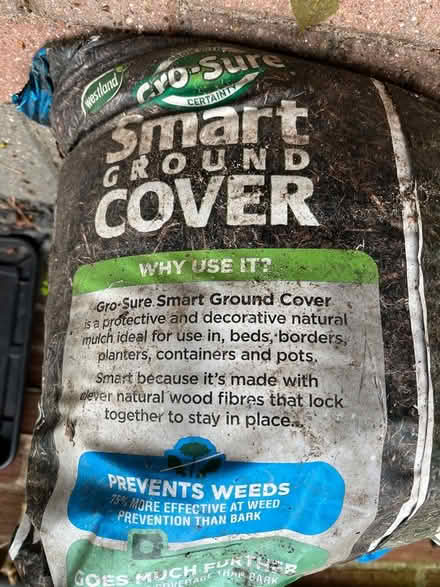 Westland
Gro-Sure
CERTAINTY
Smart
GROUND
COVER
WHY USE IT?
Gro-Sure Smart Ground Cover
is a protective and decorative natural
mulch ideal for use in, beds, borders,
planters, containers and pots.
Smart because it's made with
clever natural wood fibres that lock
together to stay in place...
PREVENTS WEEDS
75% MORE EFFECTIVE AT WEED
PREVENTION THAN BARK
GOES MUCH FURTHER
COVERAGE THAN BARK